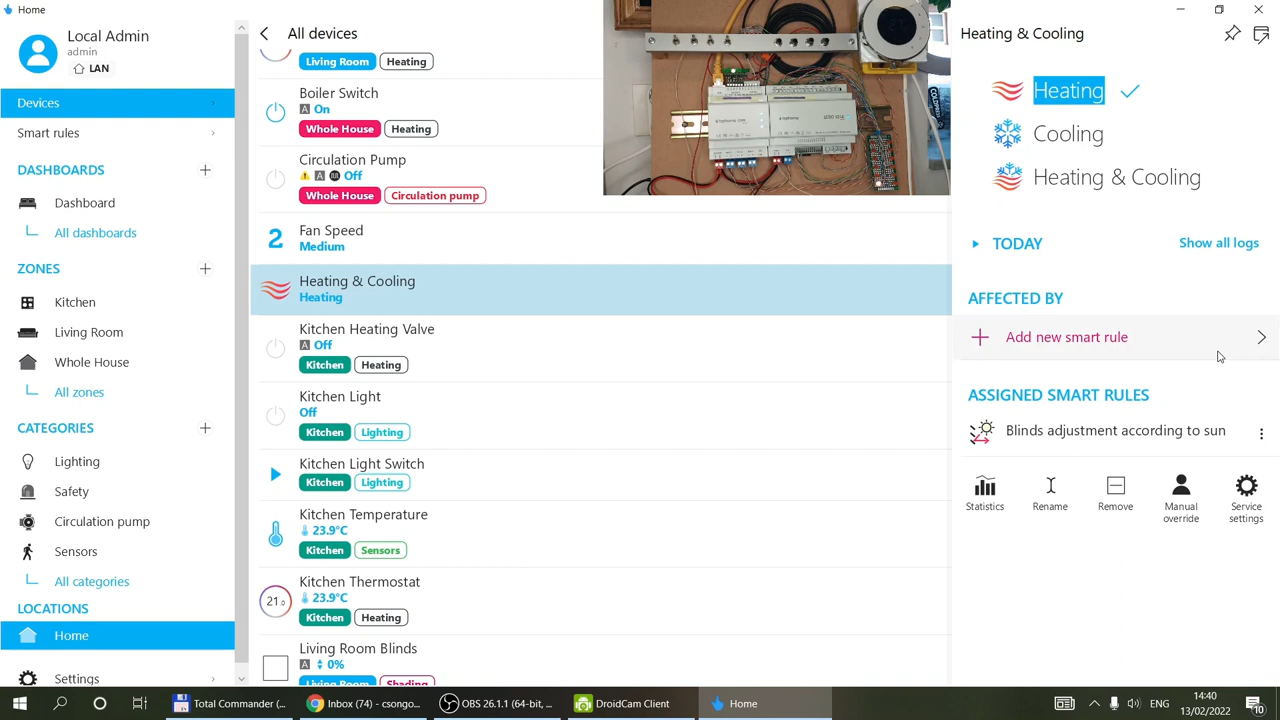 Home
Local Admin
admin
LAN
Devices
Smart rules
DASHBOARDS
Dashboard
All dashboards
ZONES
Kitchen
Living Room
Whole House
All zones
CATEGORIES
Lighting
Safety
Circulation pump
Sensors
All categories
LOCATIONS
Home
Settings
All devices
Living Room Heating
Boiler Switch
A On
Whole House Heating
Circulation Pump
A Off
Whole House Circulation pump
2 Fan Speed
Medium
Heating & Cooling
Heating
Kitchen Heating Valve
A Off
Kitchen Heating
Kitchen Light
Off
Kitchen Lighting
Kitchen Light Switch
Kitchen Lighting
Kitchen Temperature
23.9°C
Kitchen Sensors
Kitchen Thermostat
21.0 23.9°C
Kitchen Heating
Living Room Blinds
A 0%
Living Room Shading
Heating & Cooling
Heating
Cooling
Heating & Cooling
TODAY Show all logs
AFFECTED BY
Add new smart rule
ASSIGNED SMART RULES
Blinds adjustment according to sun
Statistics Rename Remove Manual override Service settings
Total Commander (...
Inbox (74) - csongo...
OBS 26.1.1 (64-bit, ...
DroidCam Client
Home
ENG
14:40
13/02/2022
10